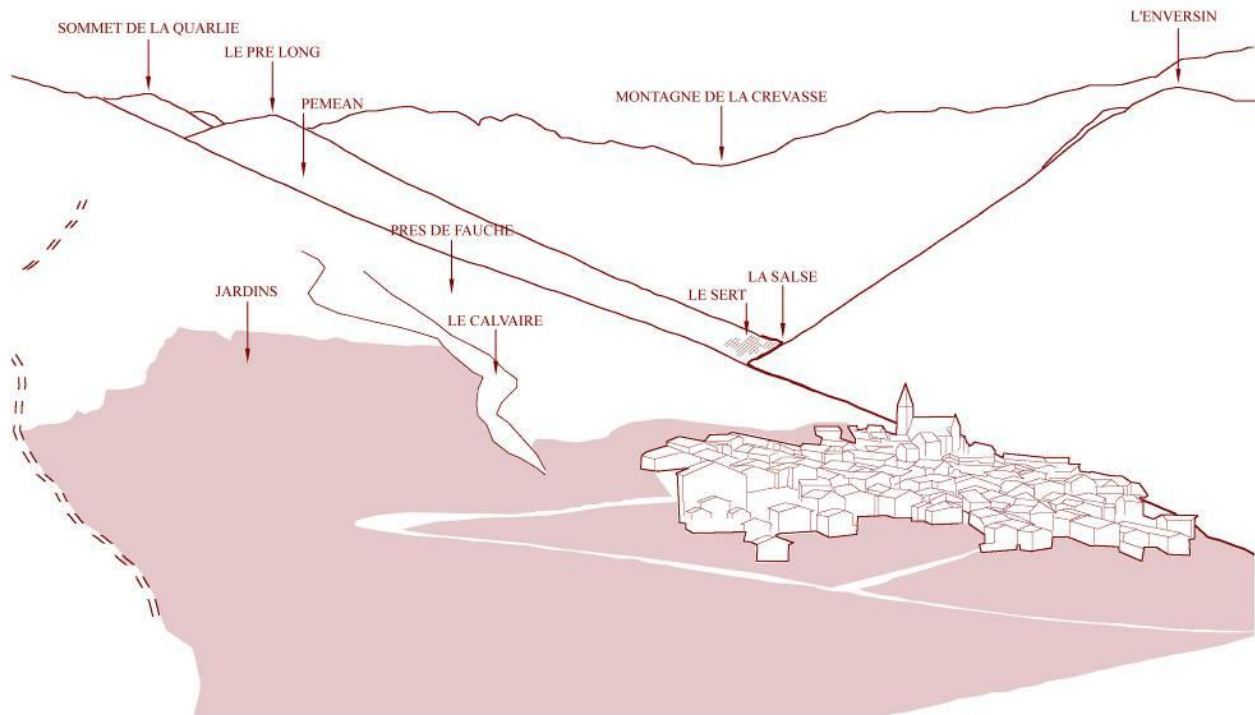 SOMMET DE LA QUARLIE
LE PRE LONG
PEMEAN
MONTAGNE DE LA CREVASSE
L'ENVERSIN
PRES DE FAUCHE
JARDINS
LE CALVAIRE
LE SERT
LA SALSE